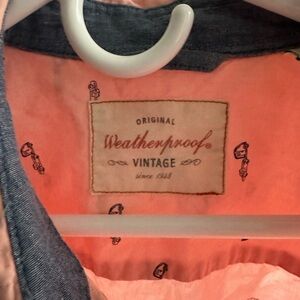 ORIGINAL
Weatherproof®
VINTAGE
since 1948